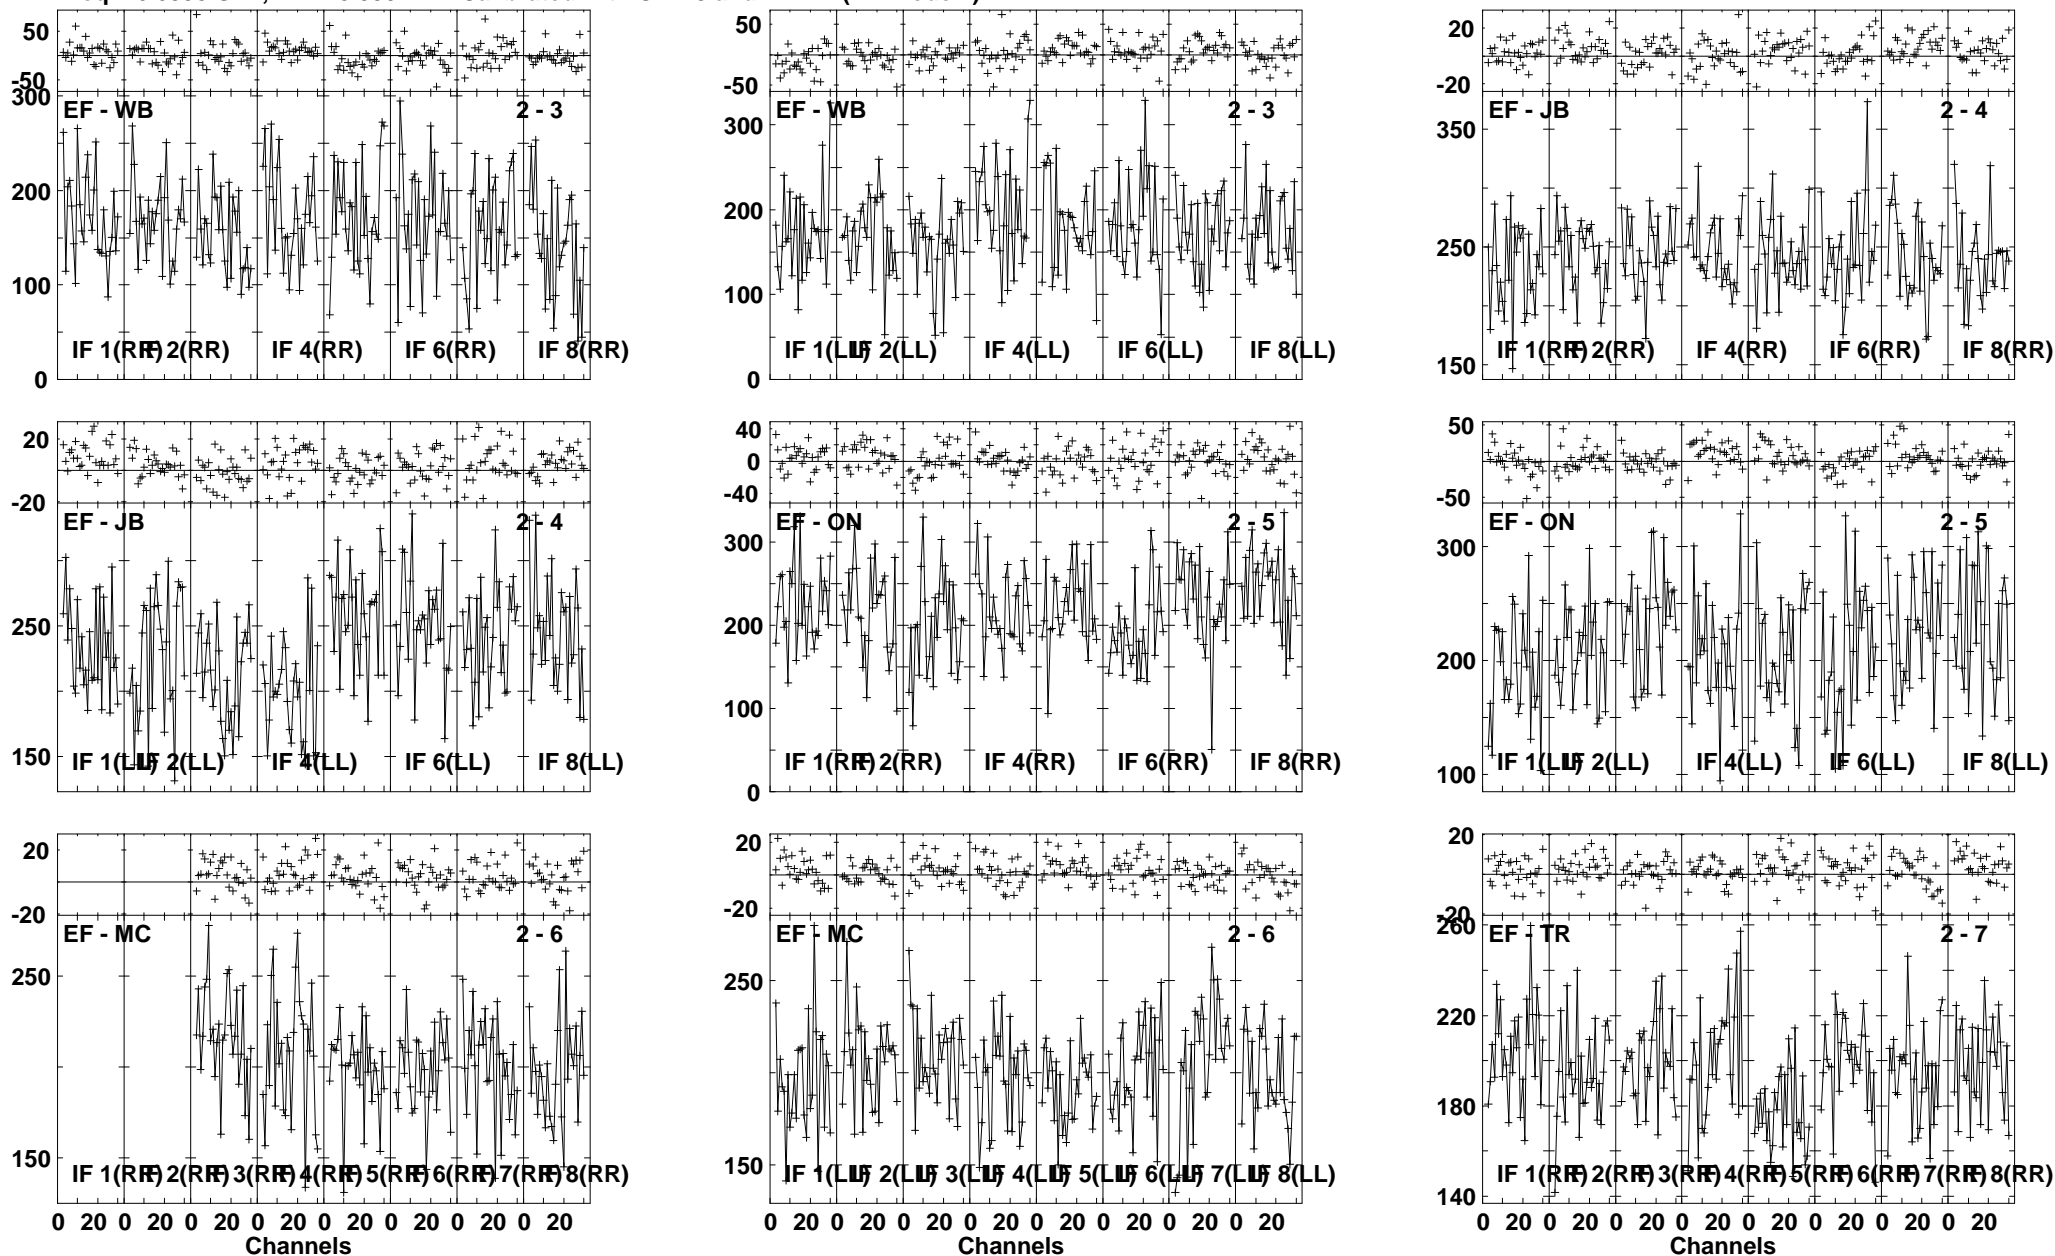 50
-50
300
200
100
0
EF - WB
2 - 3
IF 1(RR)
IF 2(RR)
IF 4(RR)
IF 6(RR)
IF 8(RR)
50
-50
300
200
100
0
EF - WB
2 - 3
IF 1(LL)
IF 2(LL)
IF 4(LL)
IF 6(LL)
IF 8(LL)
20
-20
350
250
150
EF - JB
2 - 4
IF 1(RR)
IF 2(RR)
IF 4(RR)
IF 6(RR)
IF 8(RR)
20
-20
250
150
EF - JB
2 - 4
IF 1(LL)
IF 2(LL)
IF 4(LL)
IF 6(LL)
IF 8(LL)
40
0
-40
300
200
100
0
EF - ON
2 - 5
IF 1(RR)
IF 2(RR)
IF 4(RR)
IF 6(RR)
IF 8(RR)
50
-50
300
200
100
EF - ON
2 - 5
IF 1(LL)
IF 2(LL)
IF 4(LL)
IF 6(LL)
IF 8(LL)
20
-20
250
150
EF - MC
2 - 6
IF 1(RR)
IF 2(RR)
IF 3(RR)
IF 4(RR)
IF 5(RR)
IF 6(RR)
IF 7(RR)
IF 8(RR)
0 20 0 20 0 20 0 20 0 20 0 20 0 20 0 20
Channels
20
-20
250
150
EF - MC
2 - 6
IF 1(LL)
IF 2(LL)
IF 3(LL)
IF 4(LL)
IF 5(LL)
IF 6(LL)
IF 7(LL)
IF 8(LL)
0 20 0 20 0 20 0 20 0 20 0 20 0 20 0 20
Channels
20
-20
260
220
180
140
EF - TR
2 - 7
IF 1(RR)
IF 2(RR)
IF 3(RR)
IF 4(RR)
IF 5(RR)
IF 6(RR)
IF 7(RR)
IF 8(RR)
0 20 0 20 0 20 0 20 0 20 0 20 0 20 0 20
Channels